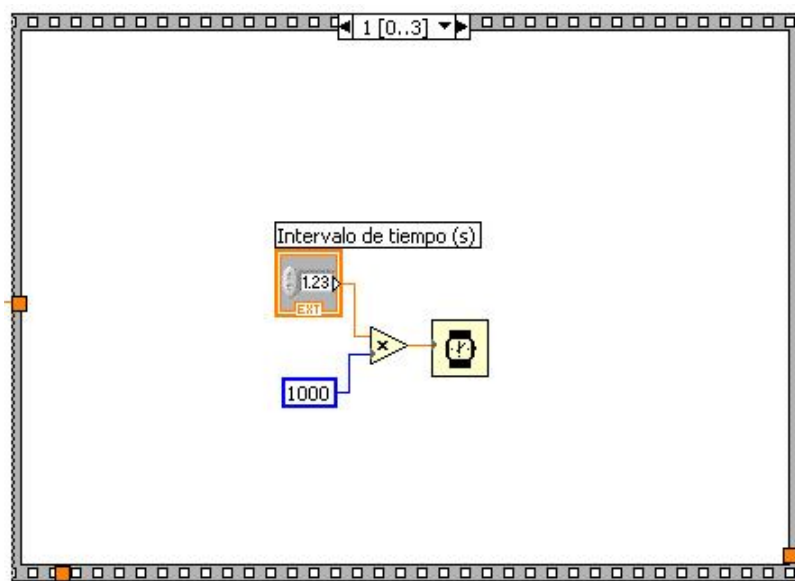 1 [0..3]
Intervalo de tiempo (s)
1.23
EXT
×
1000